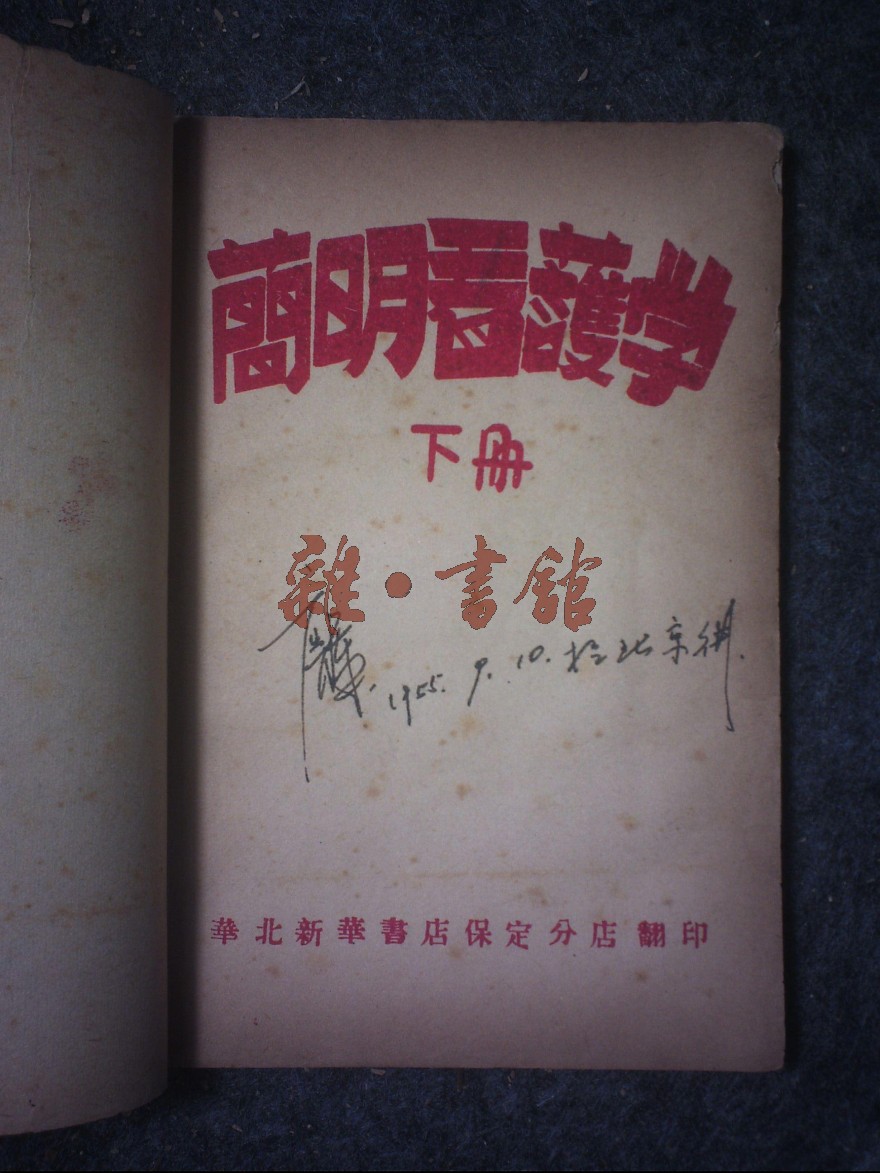 簡明看護学
下册
雜·書館
1955.9.10.於北京
華北新華書店保定分店翻印